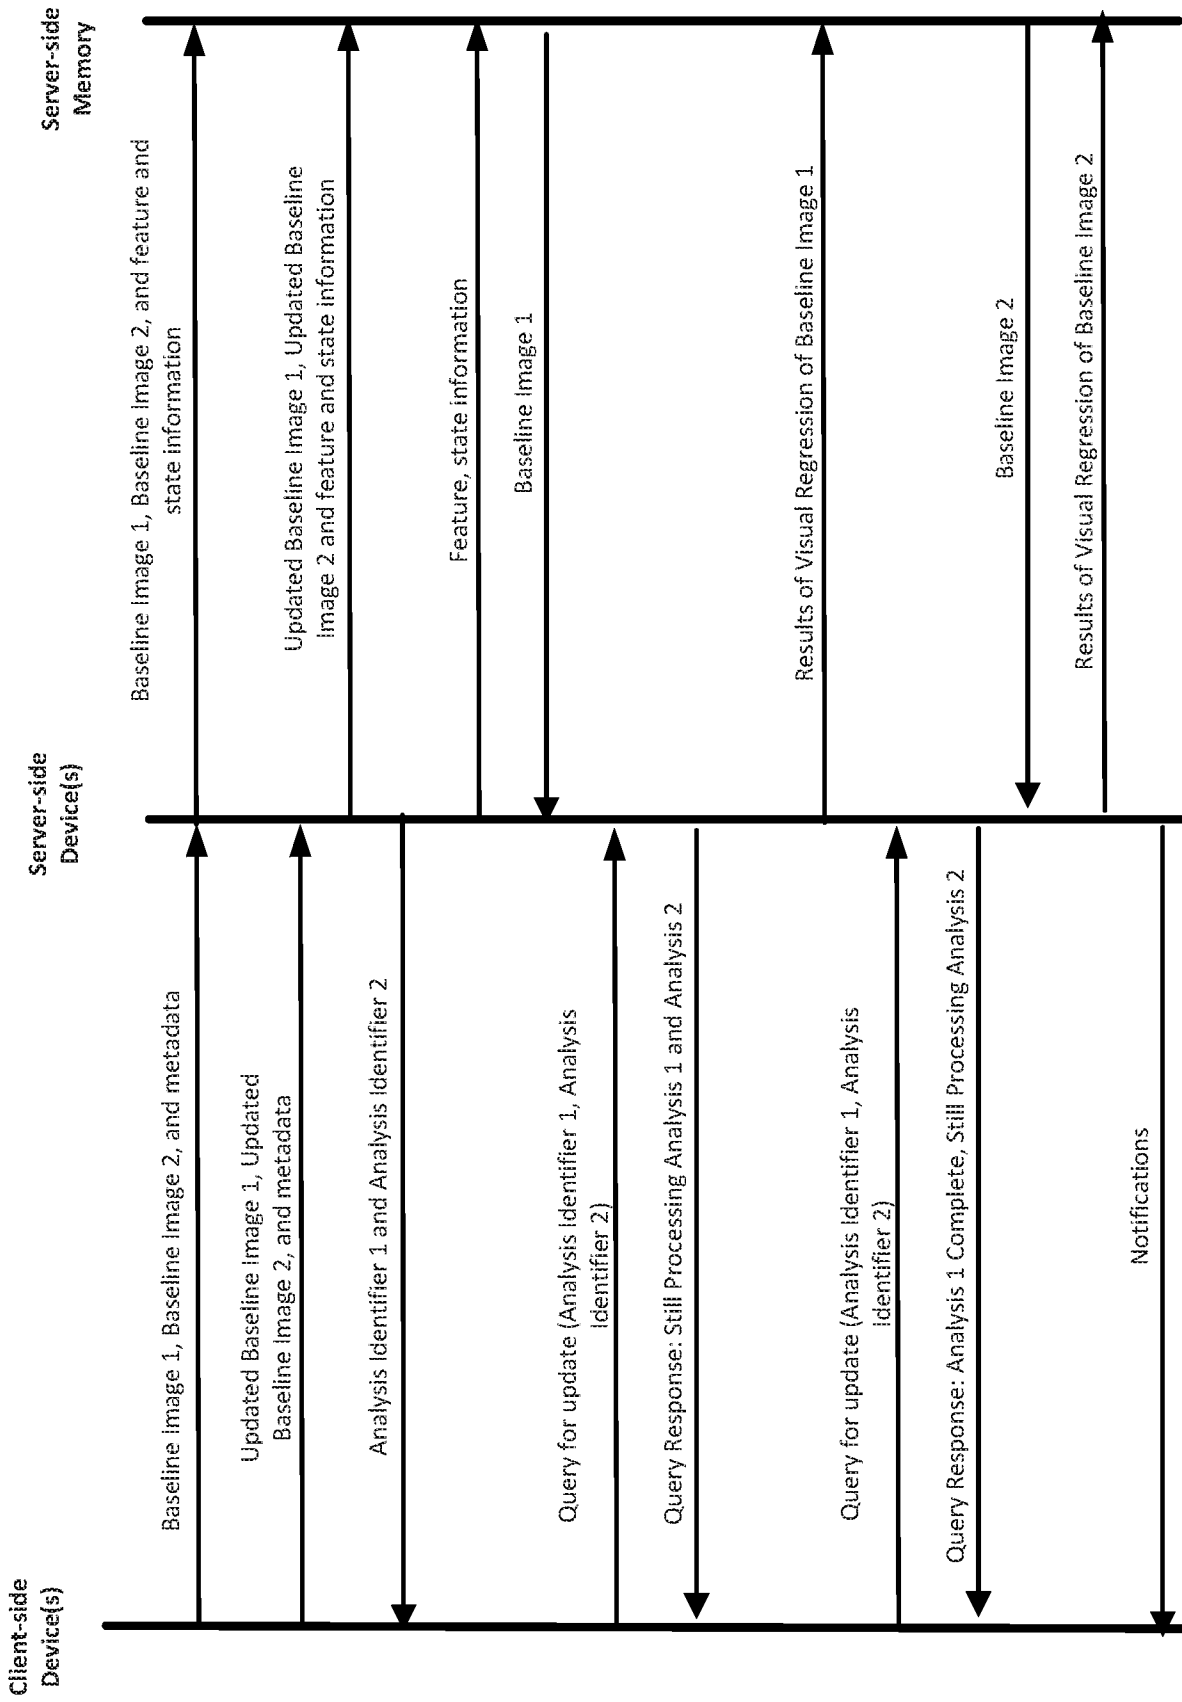 Client-side
Device(s)
Server-side
Device(s)
Server-side
Memory
Baseline Image 1, Baseline Image 2, and metadata
Baseline Image 1, Baseline Image 2, and feature and
state information
Updated Baseline Image 1, Updated
Baseline Image 2, and metadata
Updated Baseline Image 1, Updated Baseline
Image 2 and feature and state information
Analysis Identifier 1 and Analysis Identifier 2
Feature, state information
Baseline Image 1
Query for update (Analysis Identifier 1, Analysis
Identifier 2)
Query Response: Still Processing Analysis 1 and Analysis 2
Results of Visual Regression of Baseline Image 1
Query for update (Analysis Identifier 1, Analysis
Identifier 2)
Query Response: Analysis 1 Complete, Still Processing Analysis 2
Baseline Image 2
Results of Visual Regression of Baseline Image 2
Notifications